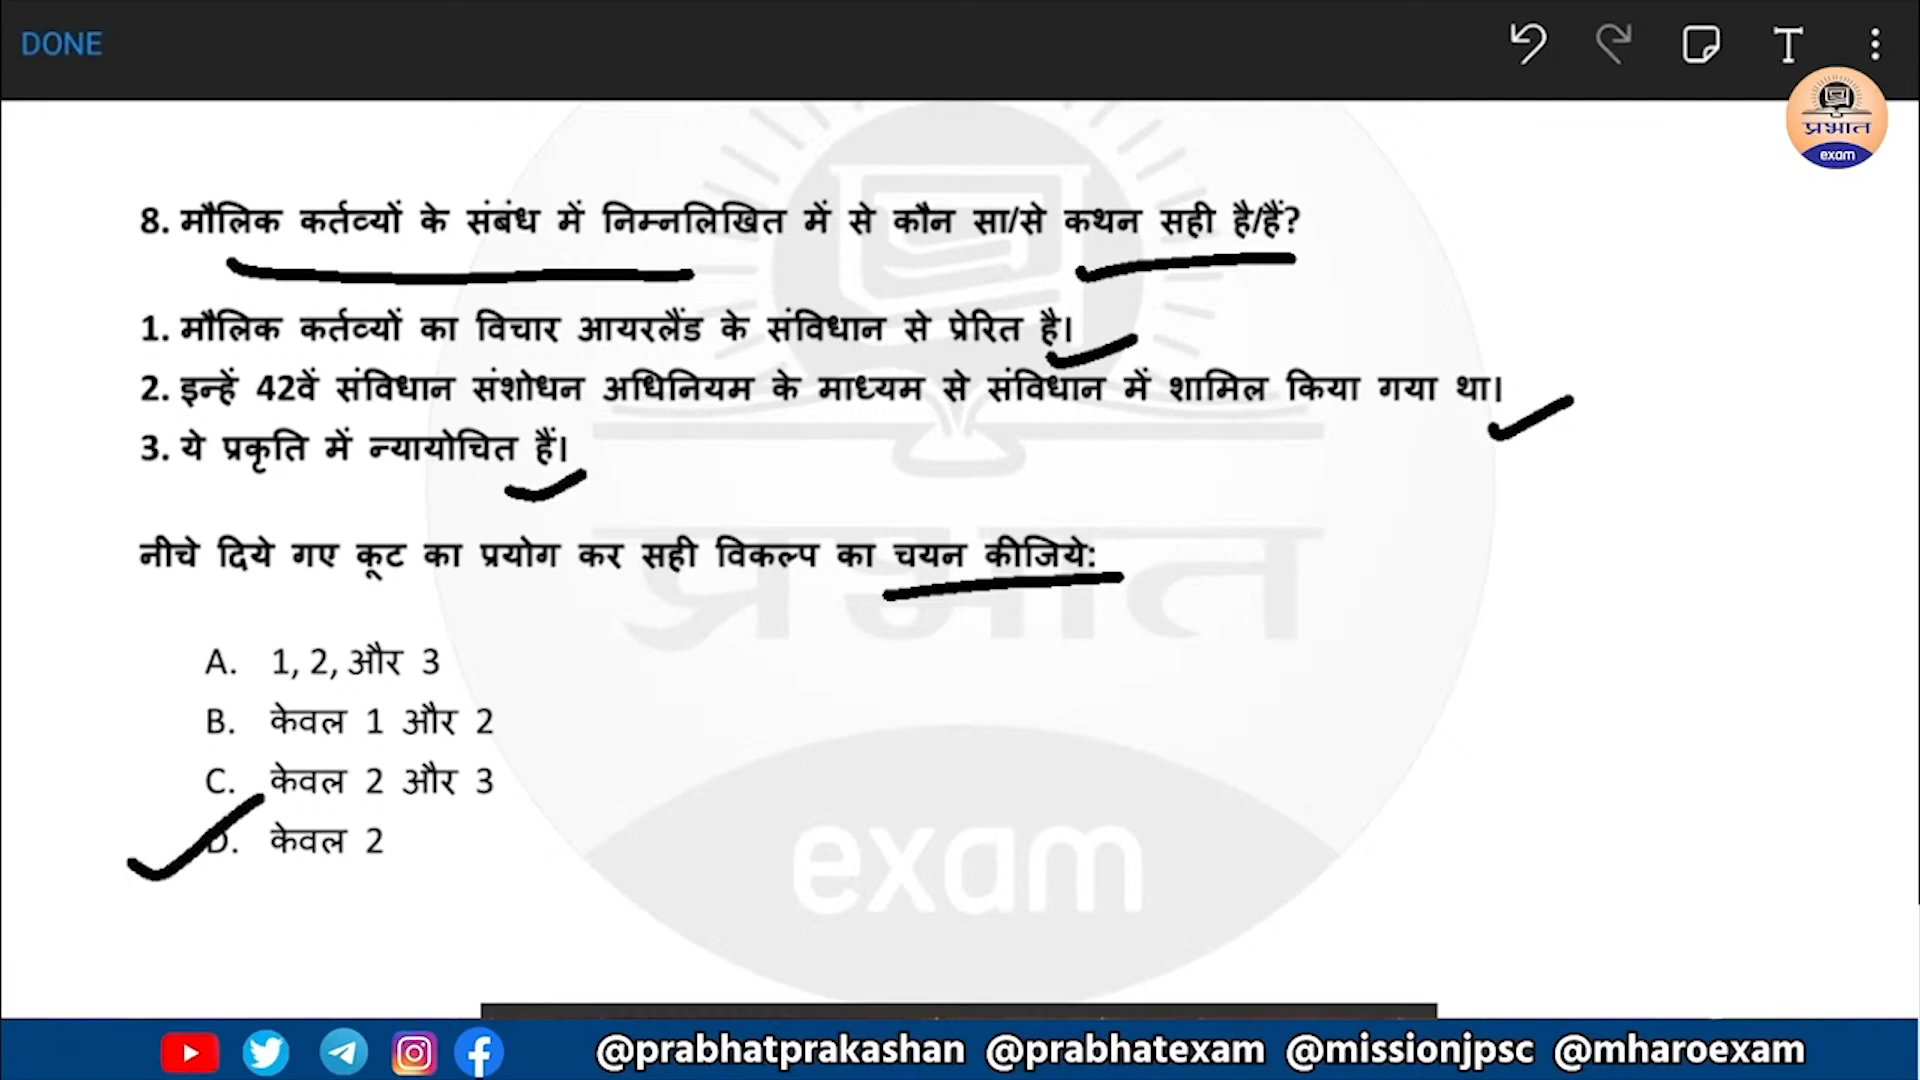 DONE
T
प्रभात
exam
8. मौलिक कर्तव्यों के संबंध में निम्नलिखित में से कौन सा/से कथन सही है/हैं?
1. मौलिक कर्तव्यों का विचार आयरलैंड के संविधान से प्रेरित है।
2. इन्हें 42वें संविधान संशोधन अधिनियम के माध्यम से संविधान में शामिल किया गया था।
3. ये प्रकृति में न्यायोचित हैं।
नीचे दिये गए कूट का प्रयोग कर सही विकल्प का चयन कीजिये:
प्रभात
A. 1, 2, और 3
B. केवल 1 और 2
C. केवल 2 और 3
D. केवल 2
exam
@prabhatprakashan @prabhatexam @missionjpsc @mharoexam